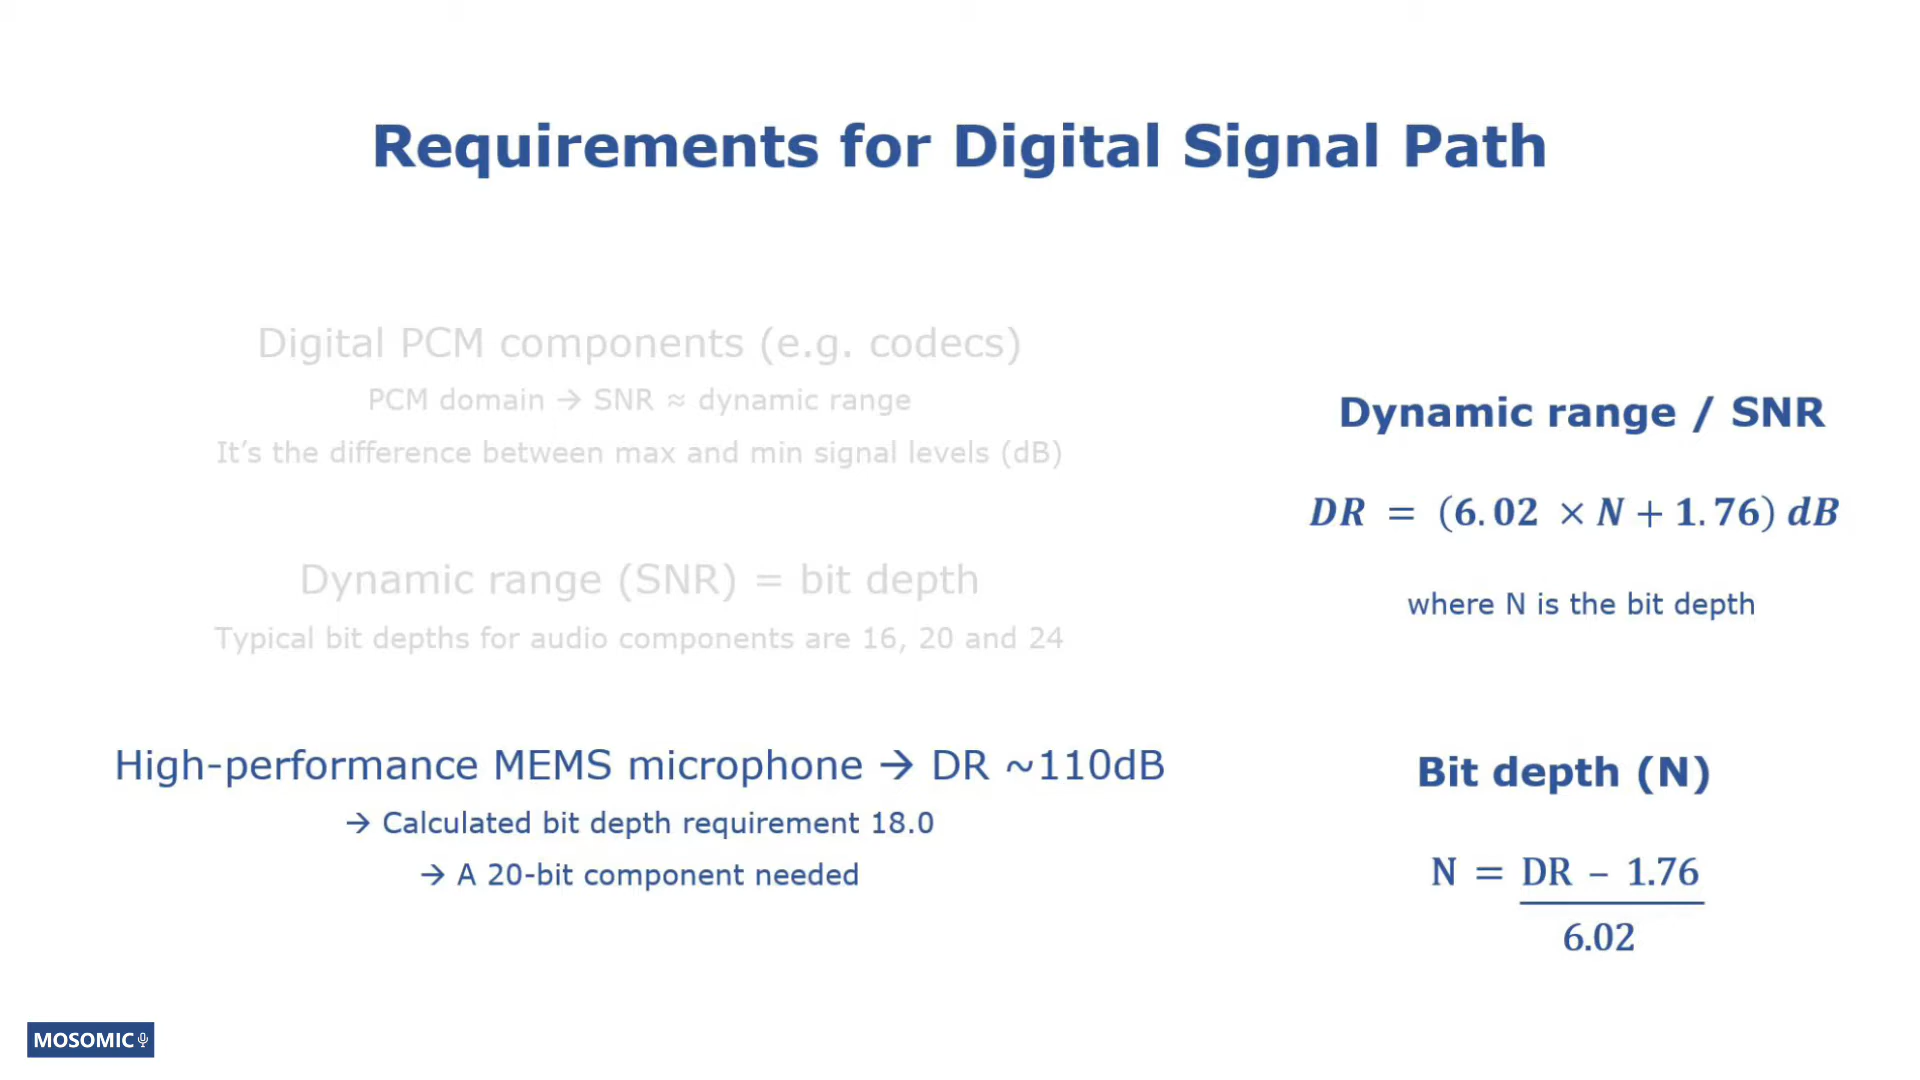 Requirements for Digital Signal Path
Digital PCM components (e.g. codecs)
PCM domain → SNR ≈ dynamic range
It's the difference between max and min signal levels (dB)
Dynamic range (SNR) = bit depth
Typical bit depths for audio components are 16, 20 and 24
High-performance MEMS microphone → DR ~110dB
→ Calculated bit depth requirement 18.0
→ A 20-bit component needed
Dynamic range / SNR
DR = (6.02 × N + 1.76) dB
where N is the bit depth
Bit depth (N)
N = DR – 1.76
6.02
MOSOMIC